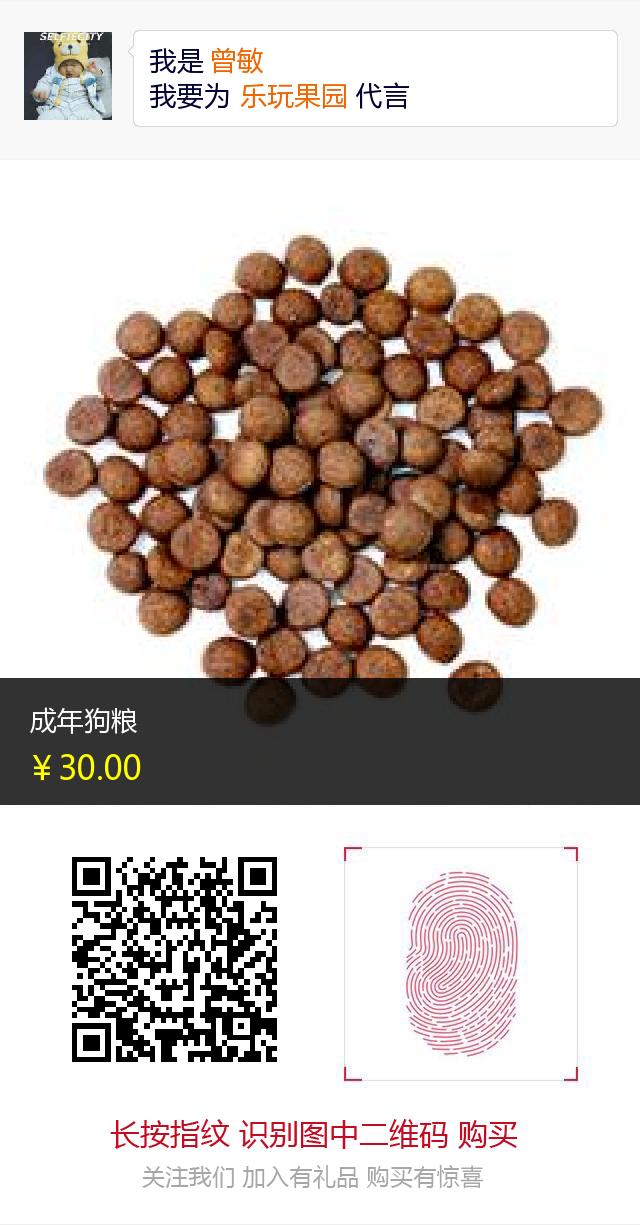 SELFIECITY
我是 曾敏
我要为 乐玩果园 代言
成年狗粮
¥ 30.00
长按指纹 识别图中二维码 购买
关注我们 加入有礼品 购买有惊喜